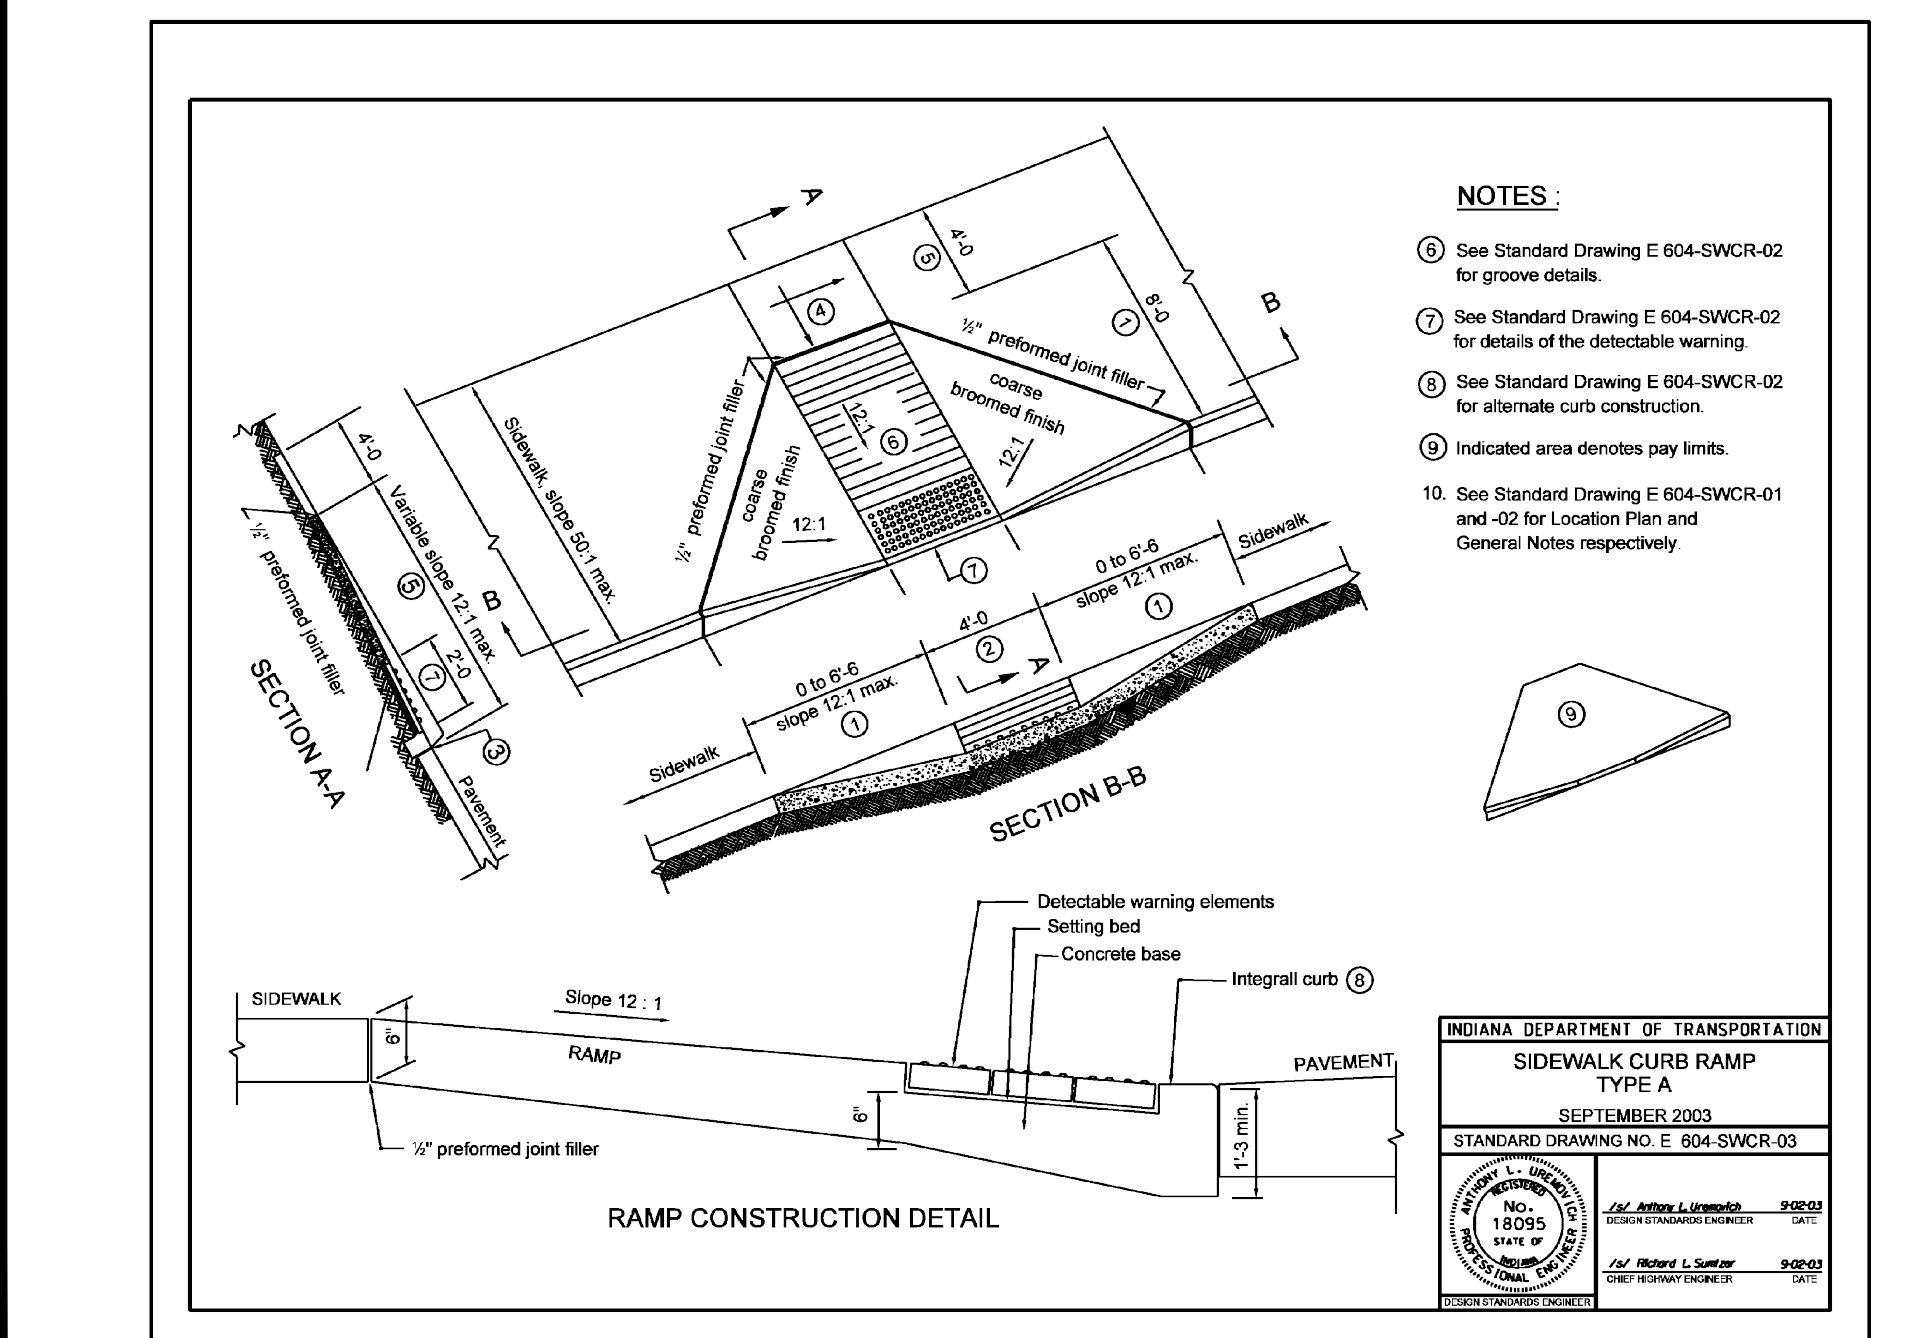 A
4'-0
5
8'-0
1
B
4
½" preformed joint filler
½" preformed joint filler
coarse
broomed finish
12:1
12:1
6
coarse
broomed finish
12:1
Sidewalk, slope 50:1 max.
7
B
4'-0
Variable slope 12:1 max.
5
½" preformed joint filler
7
2'-0
3
Pavement
SECTION A-A
Sidewalk
0 to 6'-6
slope 12:1 max.
1
4'-0
2
A
0 to 6'-6
slope 12:1 max.
1
Sidewalk
SECTION B-B
NOTES :
6 See Standard Drawing E 604-SWCR-02
for groove details.
7 See Standard Drawing E 604-SWCR-02
for details of the detectable warning.
8 See Standard Drawing E 604-SWCR-02
for alternate curb construction.
9 Indicated area denotes pay limits.
10. See Standard Drawing E 604-SWCR-01
and -02 for Location Plan and
General Notes respectively.
9
Detectable warning elements
Setting bed
Concrete base
Integrall curb 8
SIDEWALK
6"
Slope 12 : 1
RAMP
PAVEMENT
6"
1'-3 min.
½" preformed joint filler
RAMP CONSTRUCTION DETAIL
INDIANA DEPARTMENT OF TRANSPORTATION
SIDEWALK CURB RAMP
TYPE A
SEPTEMBER 2003
STANDARD DRAWING NO. E 604-SWCR-03
ANTHONY L. UREMOVICH
REGISTERED
No.
18095
STATE OF
INDIANA
PROFESSIONAL ENGINEER
DESIGN STANDARDS ENGINEER
/s/ Anthony L. Uremovich 9-02-03
DESIGN STANDARDS ENGINEER DATE
/s/ Richard L. 9-02-03
CHIEF HIGHWAY ENGINEER DATE